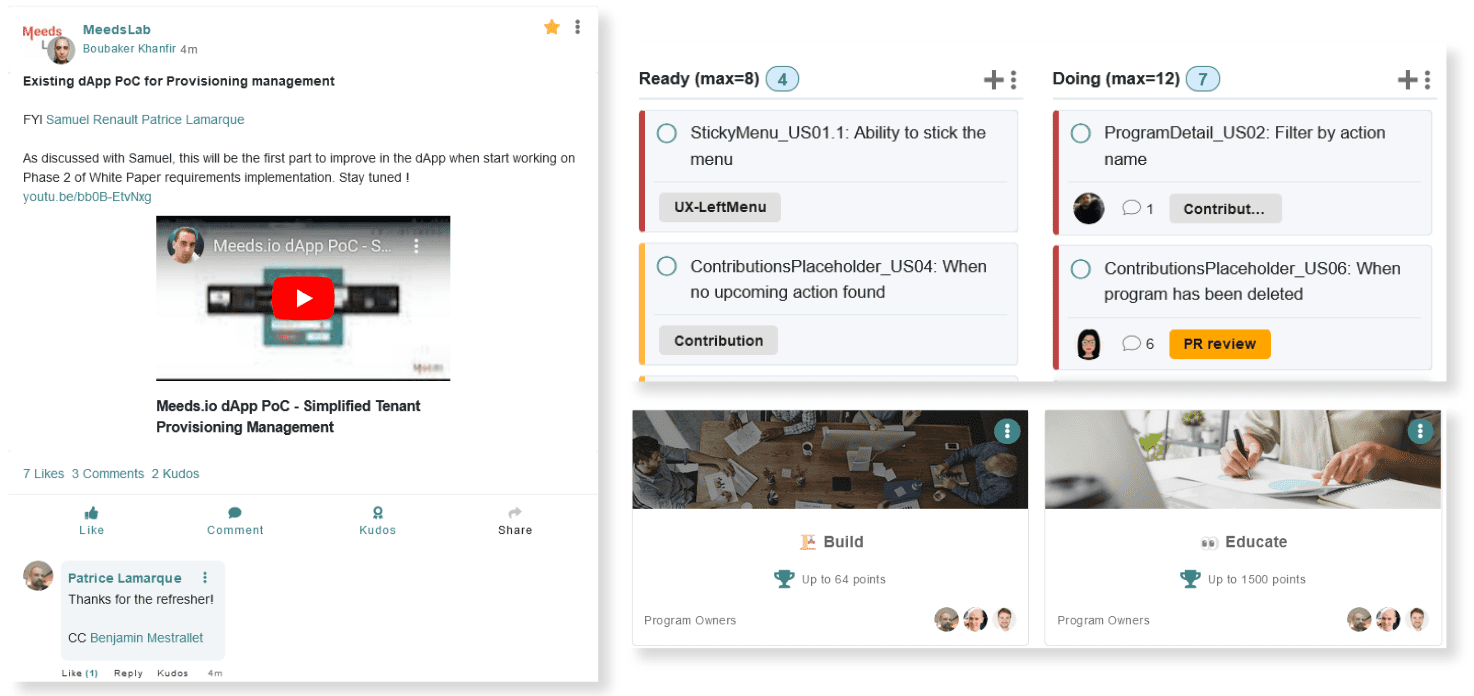 Meeds
L
MeedsLab
Boubaker Khanfir 4m
Existing dApp PoC for Provisioning management
FYI Samuel Renault Patrice Lamarque
As discussed with Samuel, this will be the first part to improve in the dApp when start working on
Phase 2 of White Paper requirements implementation. Stay tuned !
youtu.be/bb0B-EtvNxg
Meeds.io dApp PoC - S...
Meeds.io dApp PoC - Simplified Tenant
Provisioning Management
7 Likes 3 Comments 2 Kudos
Like Comment Kudos Share
Patrice Lamarque
Thanks for the refresher!
CC Benjamin Mestrallet
Like (1) Reply Kudos 4m
Ready (max=8) 4
StickyMenu_US01.1: Ability to stick the
menu
UX-LeftMenu
ContributionsPlaceholder_US04: When
no upcoming action found
Contribution
Doing (max=12) 7
ProgramDetail_US02: Filter by action
name
1 Contribut...
ContributionsPlaceholder_US06: When
program has been deleted
6 PR review
Build
Up to 64 points
Program Owners
Educate
Up to 1500 points
Program Owners